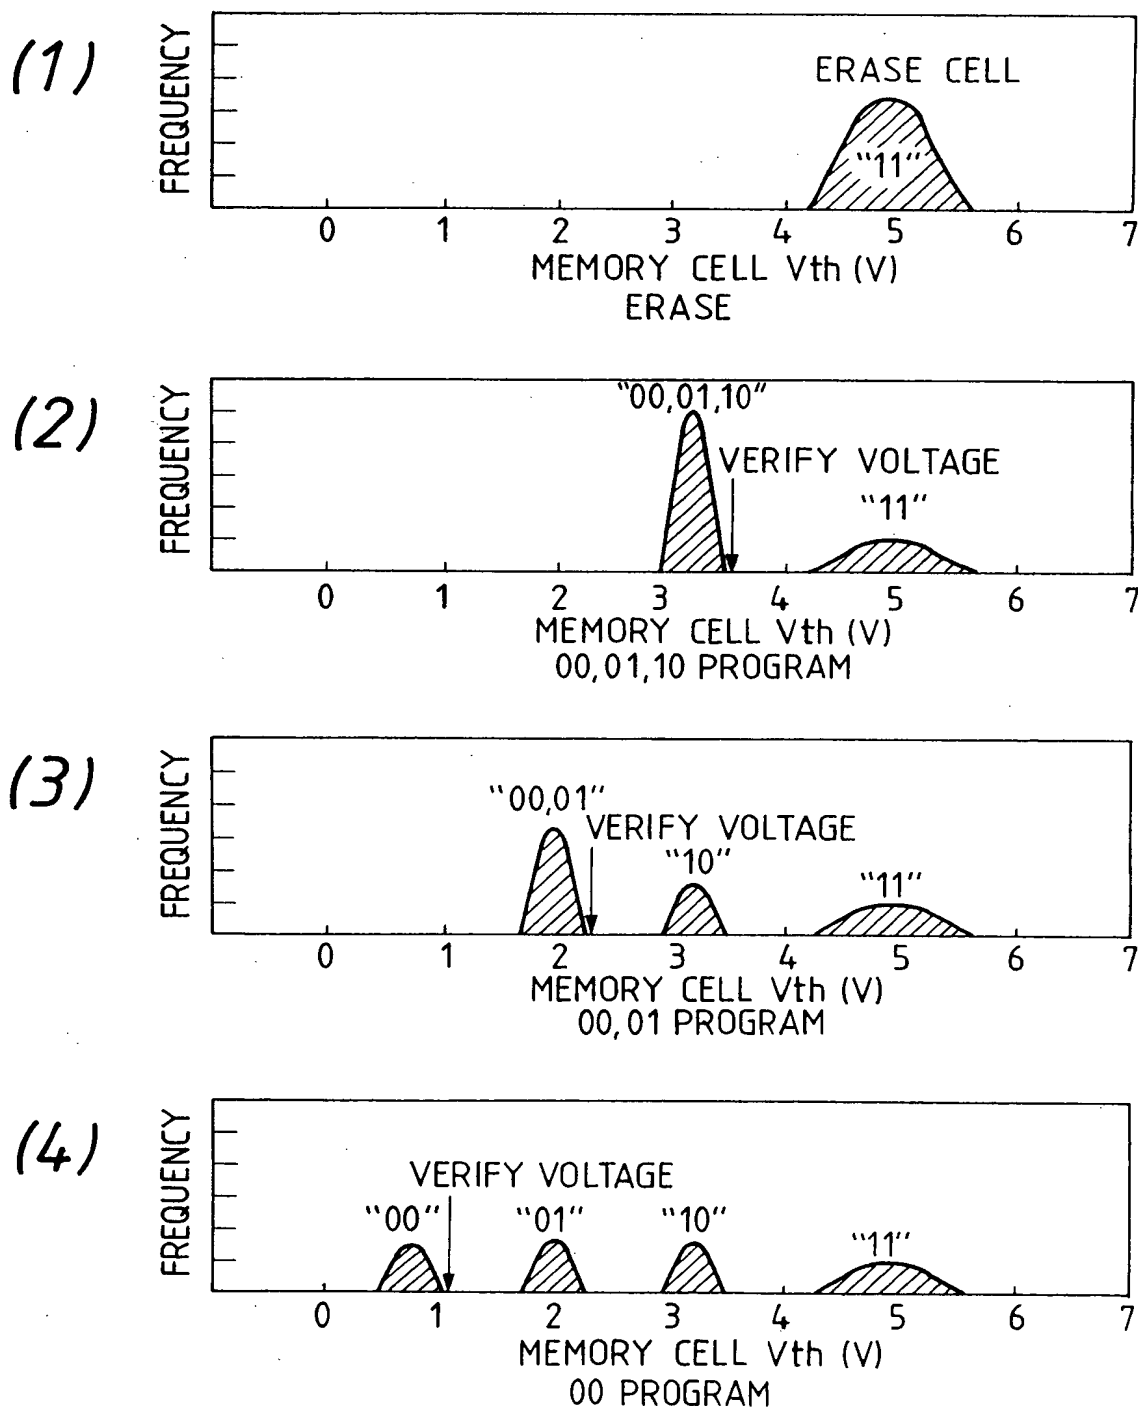 (1)
FREQUENCY
ERASE CELL
"11"
0 1 2 3 4 5 6 7
MEMORY CELL Vth (V)
ERASE
(2)
FREQUENCY
"00,01,10"
VERIFY VOLTAGE
"11"
0 1 2 3 4 5 6 7
MEMORY CELL Vth (V)
00,01,10 PROGRAM
(3)
FREQUENCY
"00,01"
VERIFY VOLTAGE
"10"
"11"
0 1 2 3 4 5 6 7
MEMORY CELL Vth (V)
00,01 PROGRAM
(4)
FREQUENCY
VERIFY VOLTAGE
"00" "01" "10" "11"
0 1 2 3 4 5 6 7
MEMORY CELL Vth (V)
00 PROGRAM